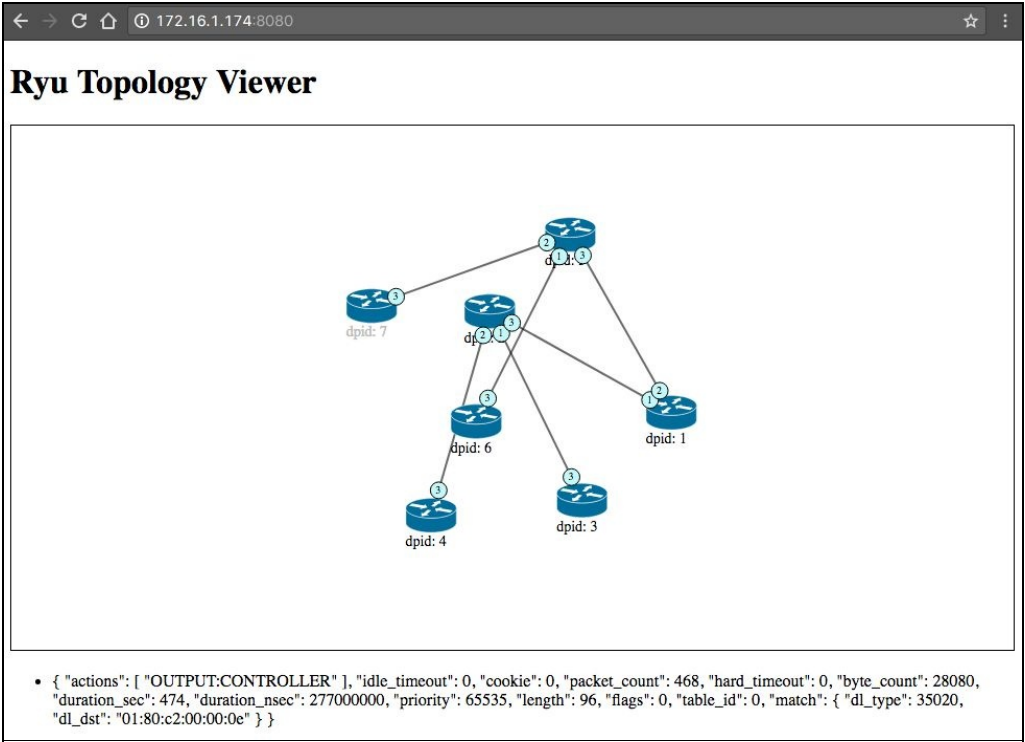 172.16.1.174:8080
Ryu Topology Viewer
2
1
3
3
dpid: 7
3
2
1
3
2
1
dpid: 6
dpid: 1
3
3
dpid: 4
dpid: 3
{ "actions": [ "OUTPUT:CONTROLLER" ], "idle_timeout": 0, "cookie": 0, "packet_count": 468, "hard_timeout": 0, "byte_count": 28080,
"duration_sec": 474, "duration_nsec": 277000000, "priority": 65535, "length": 96, "flags": 0, "table_id": 0, "match": { "dl_type": 35020,
"dl_dst": "01:80:c2:00:00:0e" } }